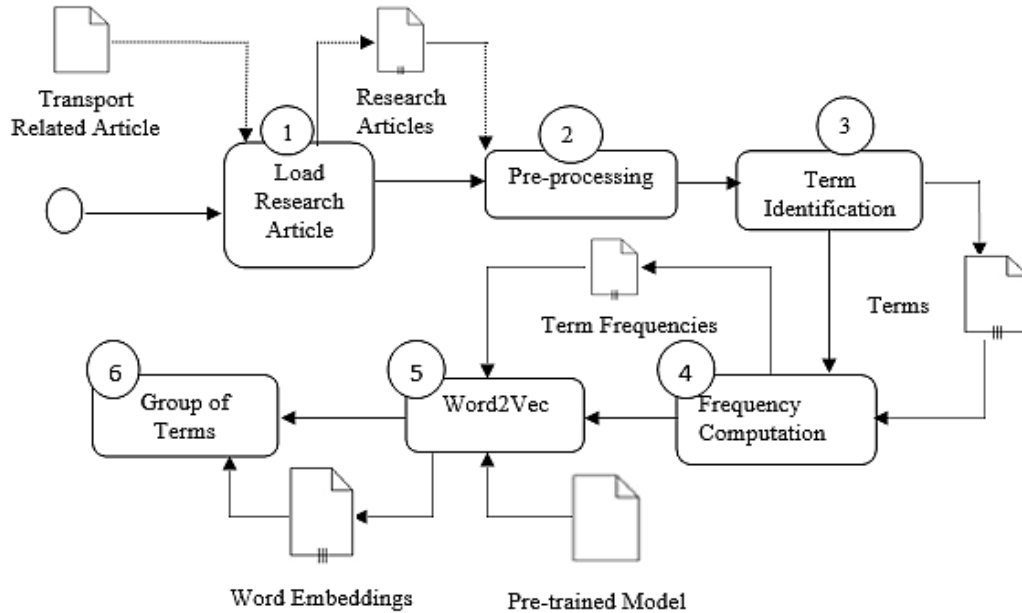 Transport
Related Article
Research
Articles
1
Load
Research
Article
2
Pre-processing
3
Term
Identification
Terms
Term Frequencies
4
Frequency
Computation
5
Word2Vec
6
Group of
Terms
Word Embeddings
Pre-trained Model